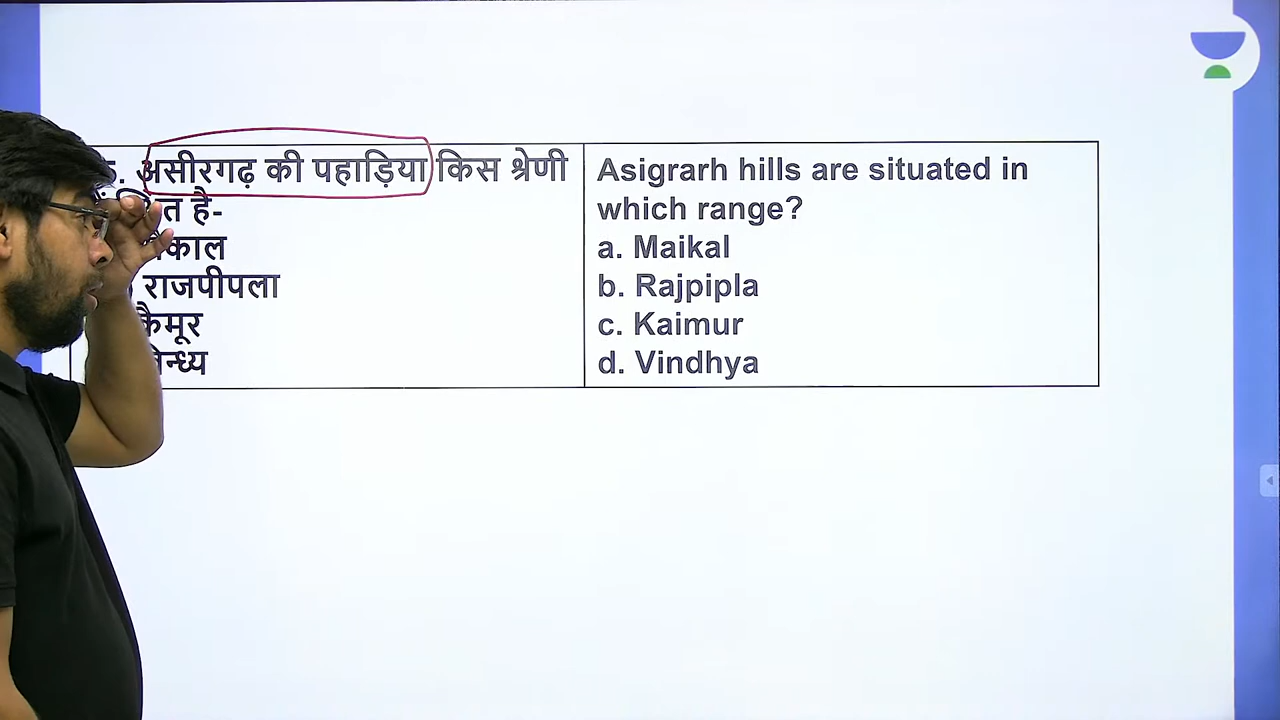 असीरगढ़ की पहाड़िया किस श्रेणी
है-
राजपीपला
कैमूर
Asigrarh hills are situated in
which range?
a. Maikal
b. Rajpipla
c. Kaimur
d. Vindhya